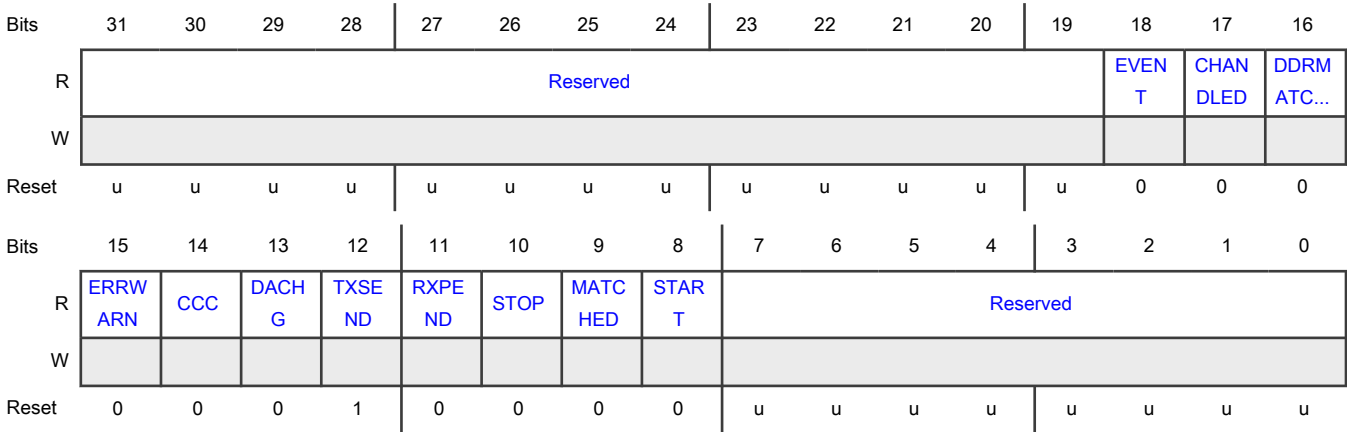 Bits 31 30 29 28 27 26 25 24 23 22 21 20 19 18 17 16
R Reserved EVEN T CHAN DLED DDRM ATC...
W
Reset u u u u u u u u u u u u u 0 0 0
Bits 15 14 13 12 11 10 9 8 7 6 5 4 3 2 1 0
R ERRW ARN CCC DACH G TXSE ND RXPE ND STOP MATC HED STAR T Reserved
W
Reset 0 0 0 1 0 0 0 0 u u u u u u u u